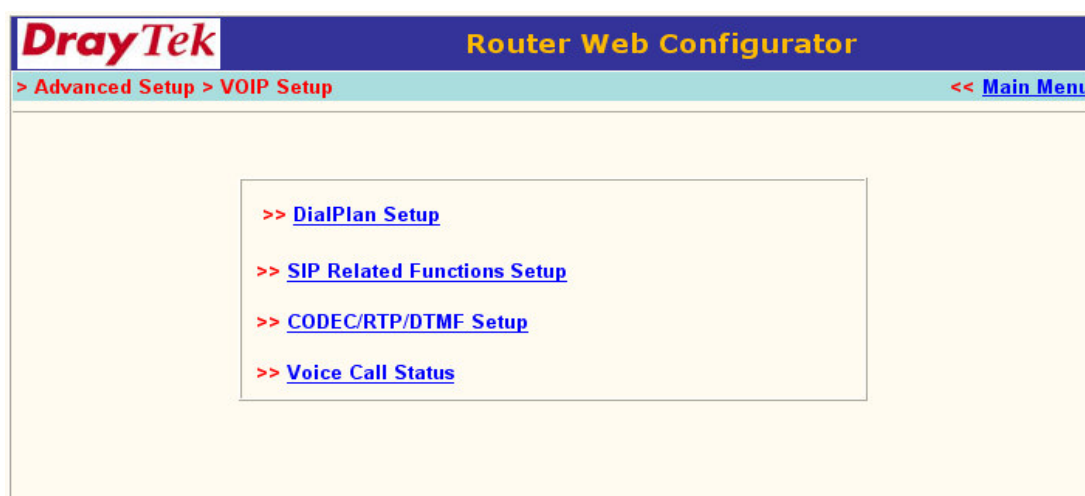 DrayTek Router Web Configurator
> Advanced Setup > VOIP Setup << Main Menu
>> DialPlan Setup
>> SIP Related Functions Setup
>> CODEC/RTP/DTMF Setup
>> Voice Call Status